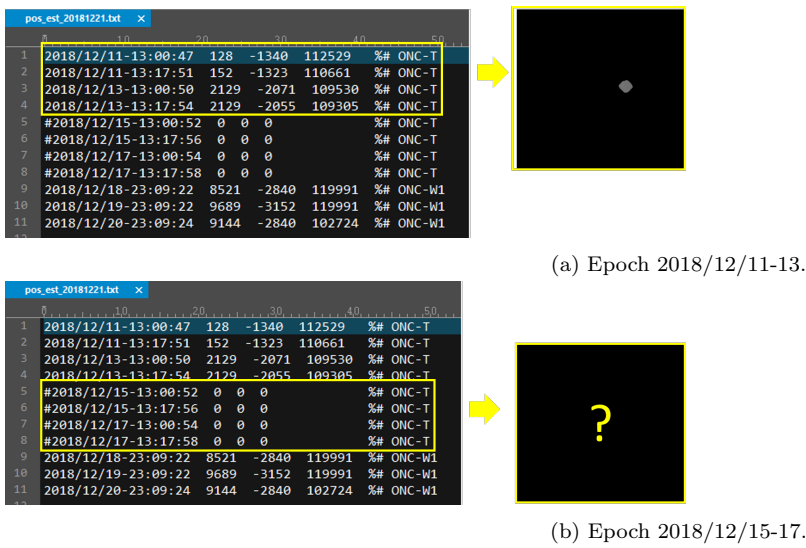 pos_est_20181221.txt ×
0 10 20 30 40 50
1 2018/12/11-13:00:47 128 -1340 112529 %# ONC-T
2 2018/12/11-13:17:51 152 -1323 110661 %# ONC-T
3 2018/12/13-13:00:50 2129 -2071 109530 %# ONC-T
4 2018/12/13-13:17:54 2129 -2055 109305 %# ONC-T
5 #2018/12/15-13:00:52 0 0 0 %# ONC-T
6 #2018/12/15-13:17:56 0 0 0 %# ONC-T
7 #2018/12/17-13:00:54 0 0 0 %# ONC-T
8 #2018/12/17-13:17:58 0 0 0 %# ONC-T
9 2018/12/18-23:09:22 8521 -2840 119991 %# ONC-W1
10 2018/12/19-23:09:22 9689 -3152 119991 %# ONC-W1
11 2018/12/20-23:09:24 9144 -2840 102724 %# ONC-W1
(a) Epoch 2018/12/11-13.
pos_est_20181221.txt ×
0 10 20 30 40 50
1 2018/12/11-13:00:47 128 -1340 112529 %# ONC-T
2 2018/12/11-13:17:51 152 -1323 110661 %# ONC-T
3 2018/12/13-13:00:50 2129 -2071 109530 %# ONC-T
4 2018/12/13-13:17:54 2129 -2055 109305 %# ONC-T
5 #2018/12/15-13:00:52 0 0 0 %# ONC-T
6 #2018/12/15-13:17:56 0 0 0 %# ONC-T
7 #2018/12/17-13:00:54 0 0 0 %# ONC-T
8 #2018/12/17-13:17:58 0 0 0 %# ONC-T
9 2018/12/18-23:09:22 8521 -2840 119991 %# ONC-W1
10 2018/12/19-23:09:22 9689 -3152 119991 %# ONC-W1
11 2018/12/20-23:09:24 9144 -2840 102724 %# ONC-W1
?
(b) Epoch 2018/12/15-17.